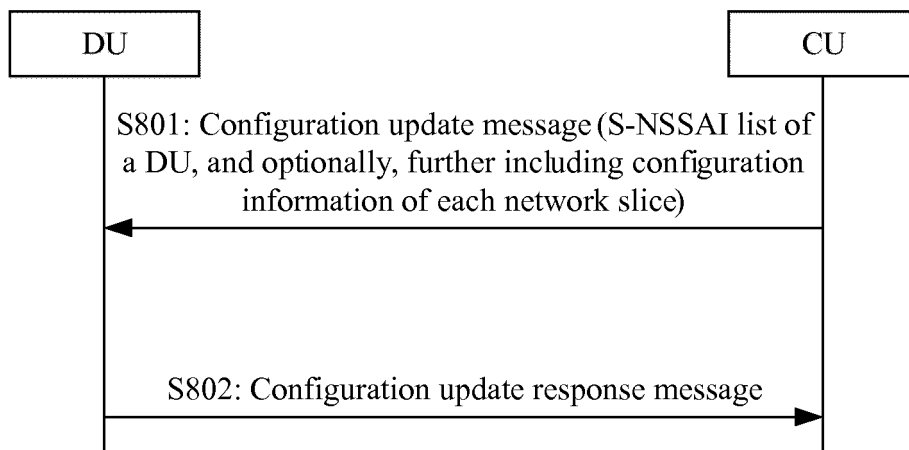 DU
CU
S801: Configuration update message (S-NSSAI list of
a DU, and optionally, further including configuration
information of each network slice)
S802: Configuration update response message